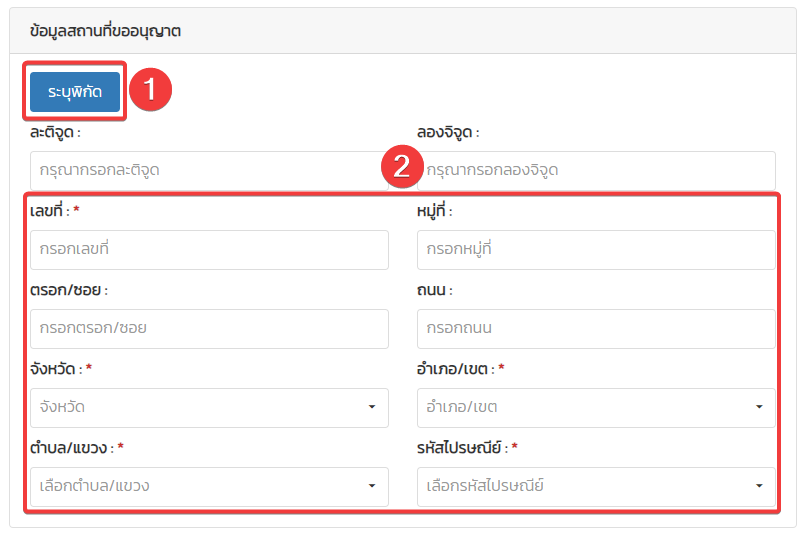 ข้อมูลสถานที่ขออนุญาต
ระบุพิกัด 1
ละติจูด : ลองจิจูด :
กรุณากรอกละติจูด 2 กรุณากรอกลองจิจูด
เลขที่ : * หมู่ที่ :
กรอกเลขที่ กรอกหมู่ที่
ตรอก/ซอย : ถนน :
กรอกตรอก/ซอย กรอกถนน
จังหวัด : * อำเภอ/เขต : *
จังหวัด อำเภอ/เขต
ตำบล/แขวง : * รหัสไปรษณีย์ : *
เลือกตำบล/แขวง เลือกรหัสไปรษณีย์